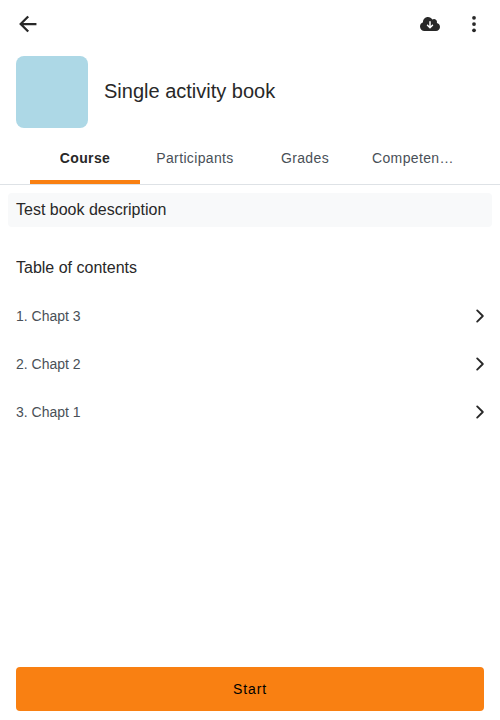 Single activity book
Course
Participants
Grades
Competen…
Test book description
Table of contents
1. Chapt 3
2. Chapt 2
3. Chapt 1
Start